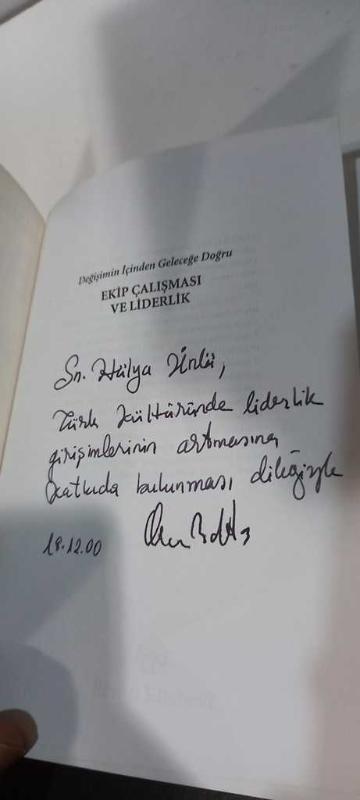 Değişimin İçinden Geleceğe Doğru
EKİP ÇALIŞMASI
VE LİDERLİK
Sn. Hülya Ünlü,
Türk Kültüründe liderlik
girişimlerinin artmasına
katkıda bulunması dileğiyle
18.12.00